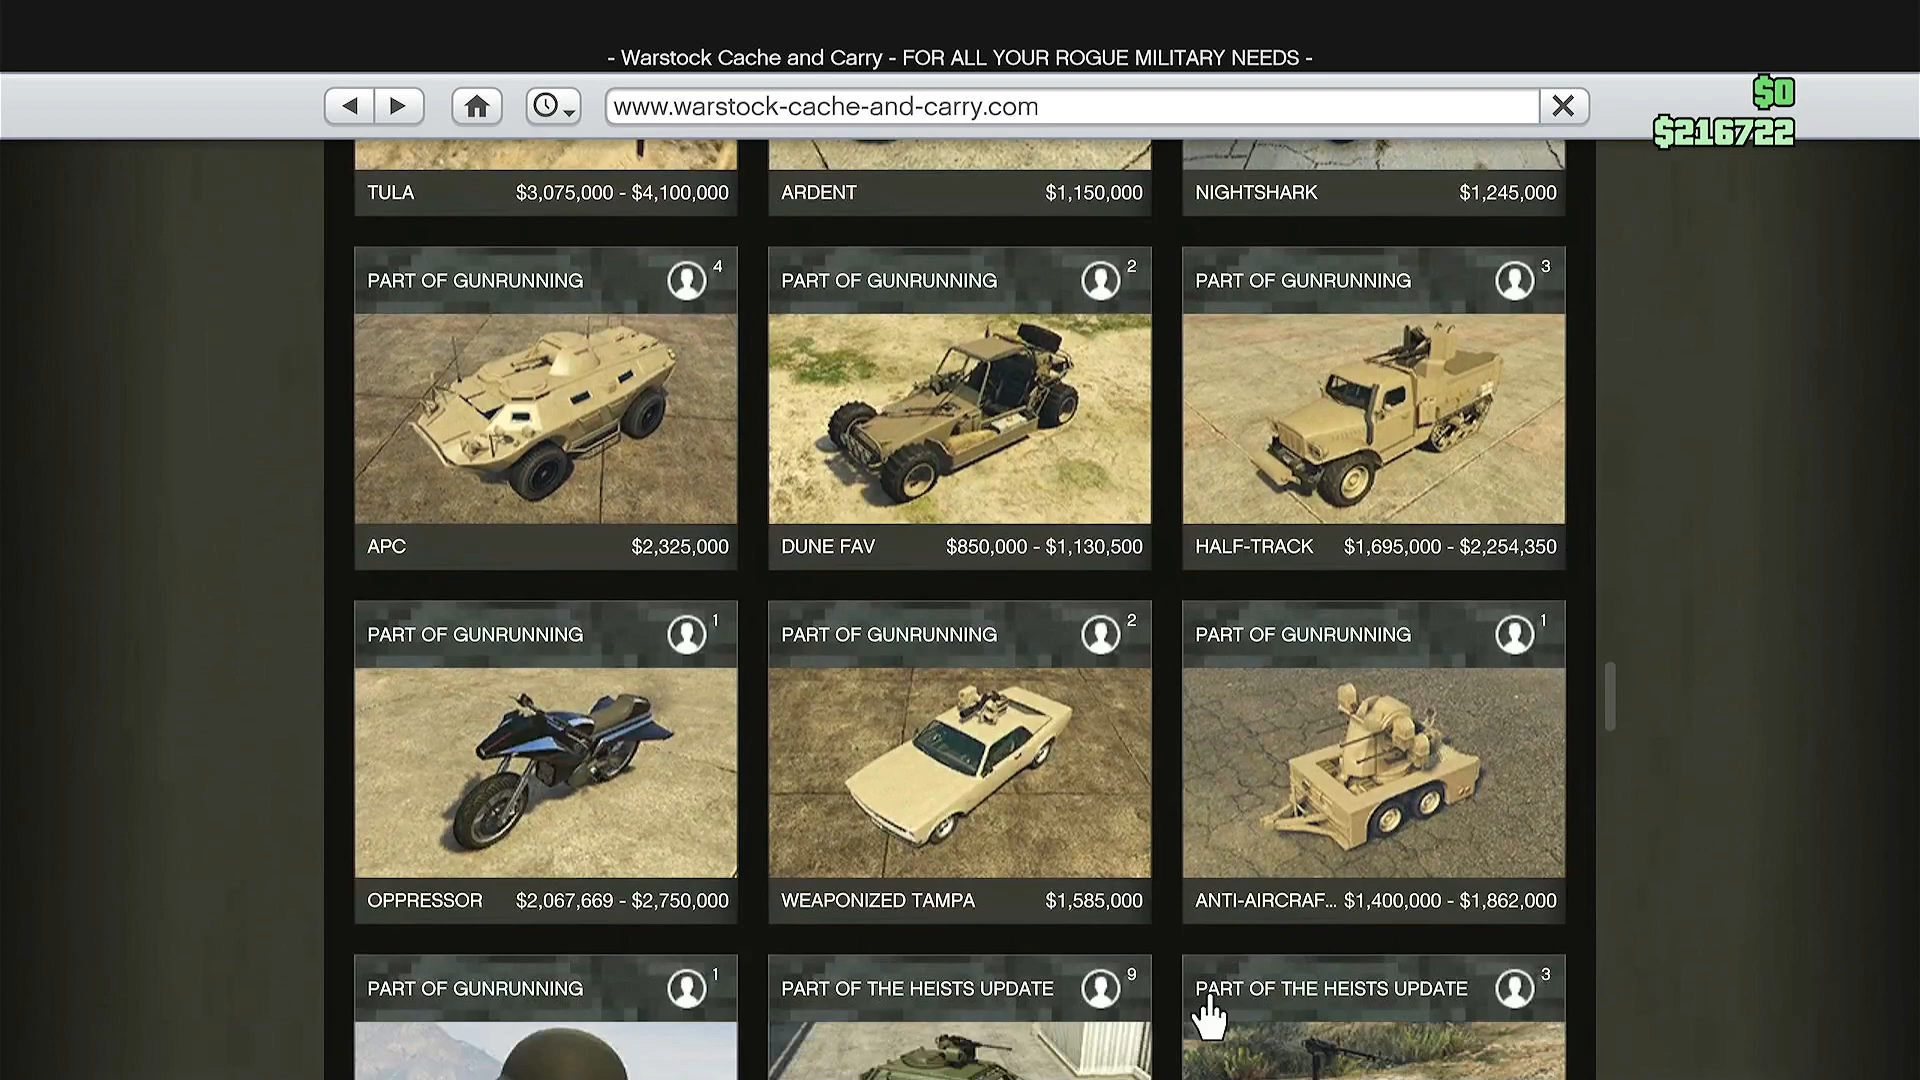 - Warstock Cache and Carry - FOR ALL YOUR ROGUE MILITARY NEEDS -
www.warstock-cache-and-carry.com
$0
$216722
TULA $3,075,000 - $4,100,000
ARDENT $1,150,000
NIGHTSHARK $1,245,000
PART OF GUNRUNNING 4
PART OF GUNRUNNING 2
PART OF GUNRUNNING 3
APC $2,325,000
DUNE FAV $850,000 - $1,130,500
HALF-TRACK $1,695,000 - $2,254,350
PART OF GUNRUNNING 1
PART OF GUNRUNNING 2
PART OF GUNRUNNING 1
OPPRESSOR $2,067,669 - $2,750,000
WEAPONIZED TAMPA $1,585,000
ANTI-AIRCRAF... $1,400,000 - $1,862,000
PART OF GUNRUNNING 1
PART OF THE HEISTS UPDATE 9
PART OF THE HEISTS UPDATE 3